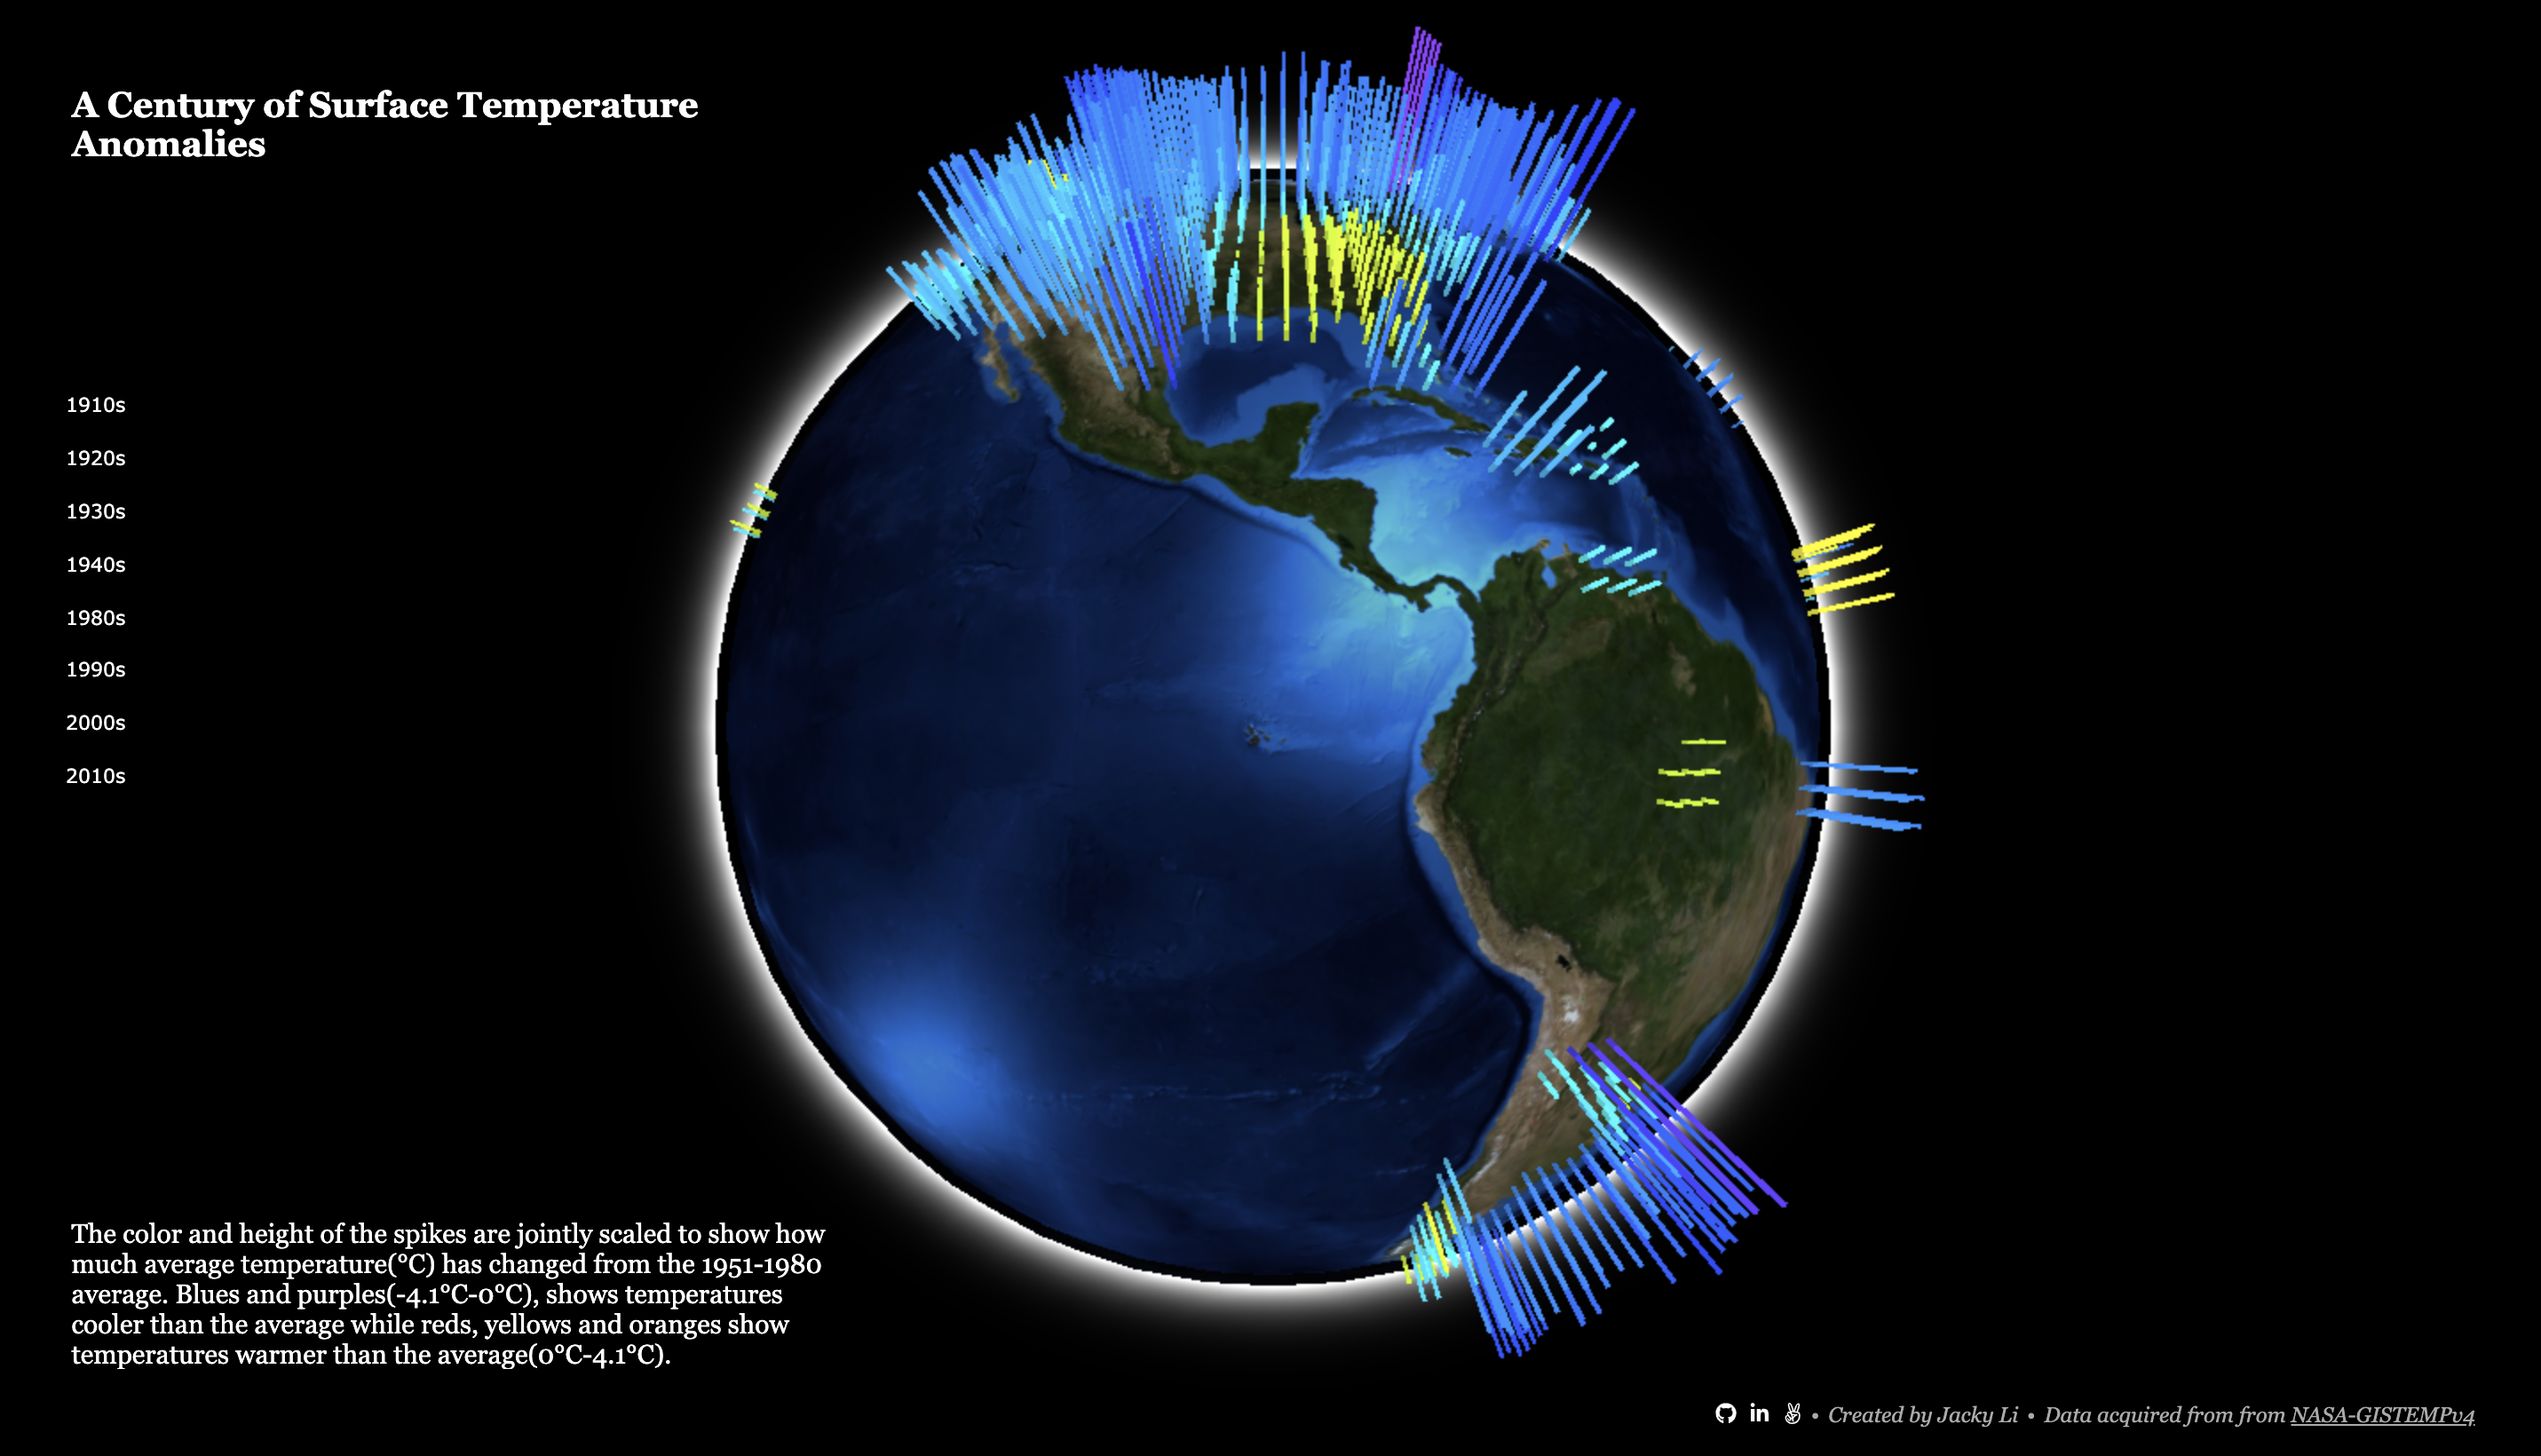 A Century of Surface Temperature
Anomalies
1910s
1920s
1930s
1940s
1980s
1990s
2000s
2010s
The color and height of the spikes are jointly scaled to show how
much average temperature(°C) has changed from the 1951-1980
average. Blues and purples(-4.1°C-0°C), shows temperatures
cooler than the average while reds, yellows and oranges show
temperatures warmer than the average(0°C-4.1°C).
in • Created by Jacky Li • Data acquired from from NASA-GISTEMPv4